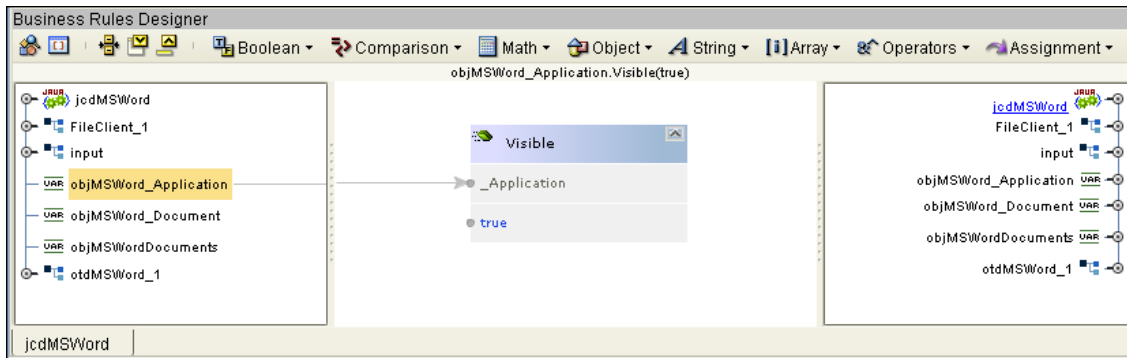 Business Rules Designer
Boolean Comparison Math Object String Array Operators Assignment
objMSWord_Application.Visible(true)
jcdMSWord
FileClient_1
input
objMSWord_Application
objMSWord_Document
objMSWordDocuments
otdMSWord_1
Visible
_Application
true
jcdMSWord
FileClient_1
input
objMSWord_Application
objMSWord_Document
objMSWordDocuments
otdMSWord_1
jcdMSWord